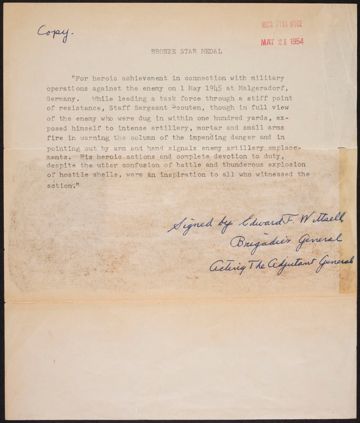 Copy.
MAY 21 1954
BRONZE STAR MEDAL
"For heroic achievement in connection with military
operations against the enemy on 1 May 1945 at Malgersdorf,
Germany. While leading a task force through a stiff point
of resistance, Staff Sergeant Scouten, though in full view
of the enemy who were dug in within one hundred yards, ex-
posed himself to intense artillery, mortar and small arms
fire in warning the column of the impending danger and in
pointing out by arm and hand signals enemy artillery emplace-
ments. His heroic actions and complete devotion to duty,
despite the utter confusion of battle and thunderous explosion
of hostile shells, were an inspiration to all who witnessed the
action."
Signed by: Edward F. Witsell
Brigadier General
Acting The Adjutant General